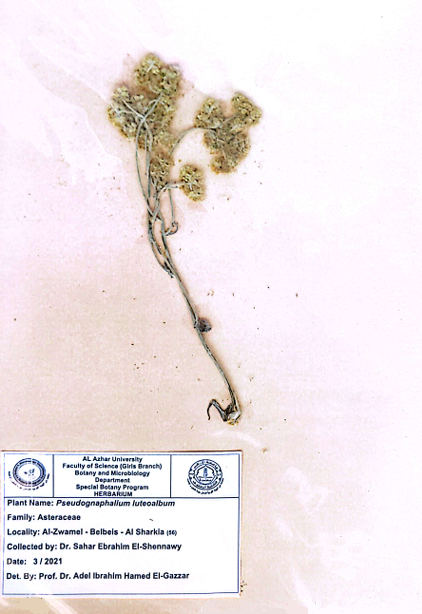 AL Azhar University
Faculty of Science (Girls Branch)
Botany and Microbiology
Department
Special Botany Program
HERBARIUM
Plant Name: Pseudognaphalium luteoalbum
Family: Asteraceae
Locality: Al-Zwamel - Belbeis - Al Sharkia (56)
Collected by: Dr. Sahar Ebrahim El-Shennawy
Date: 3 / 2021
Det. By: Prof. Dr. Adel Ibrahim Hamed El-Gazzar